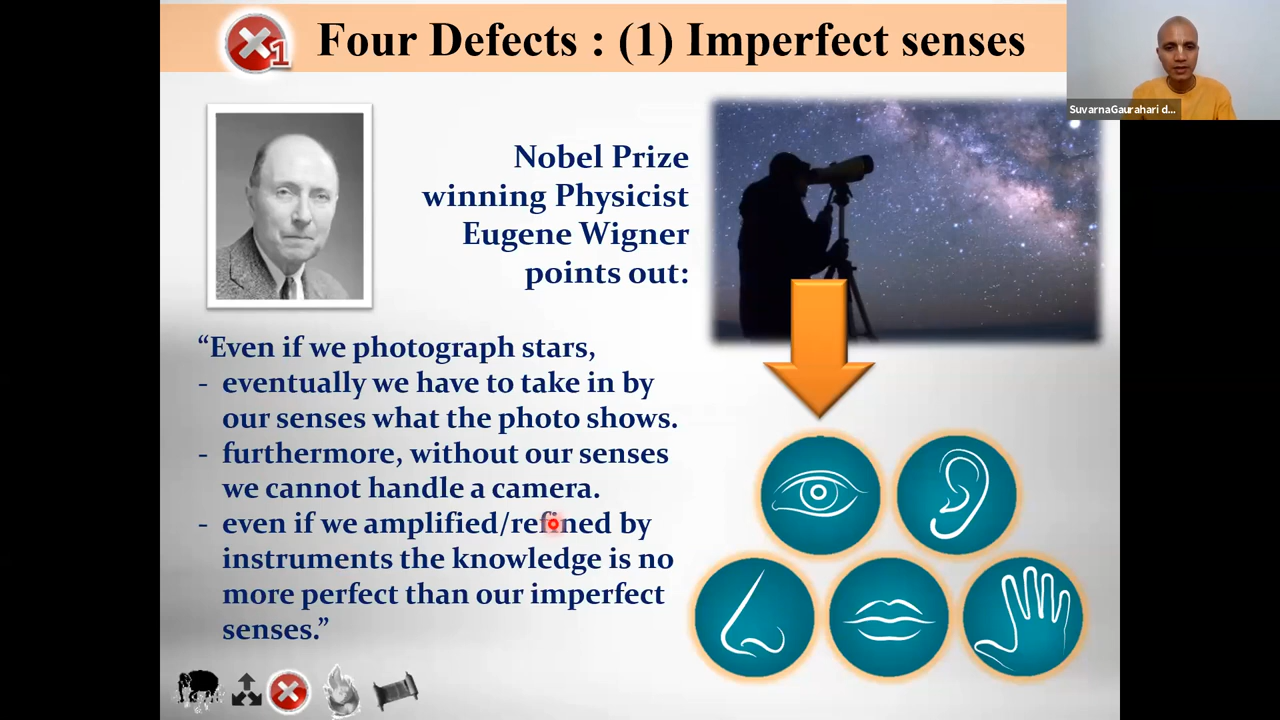 1
Four Defects : (1) Imperfect senses
SuvarnaGaurahari d...
Nobel Prize
winning Physicist
Eugene Wigner
points out:
“Even if we photograph stars,
- eventually we have to take in by
our senses what the photo shows.
- furthermore, without our senses
we cannot handle a camera.
- even if we amplified/refined by
instruments the knowledge is no
more perfect than our imperfect
senses.”